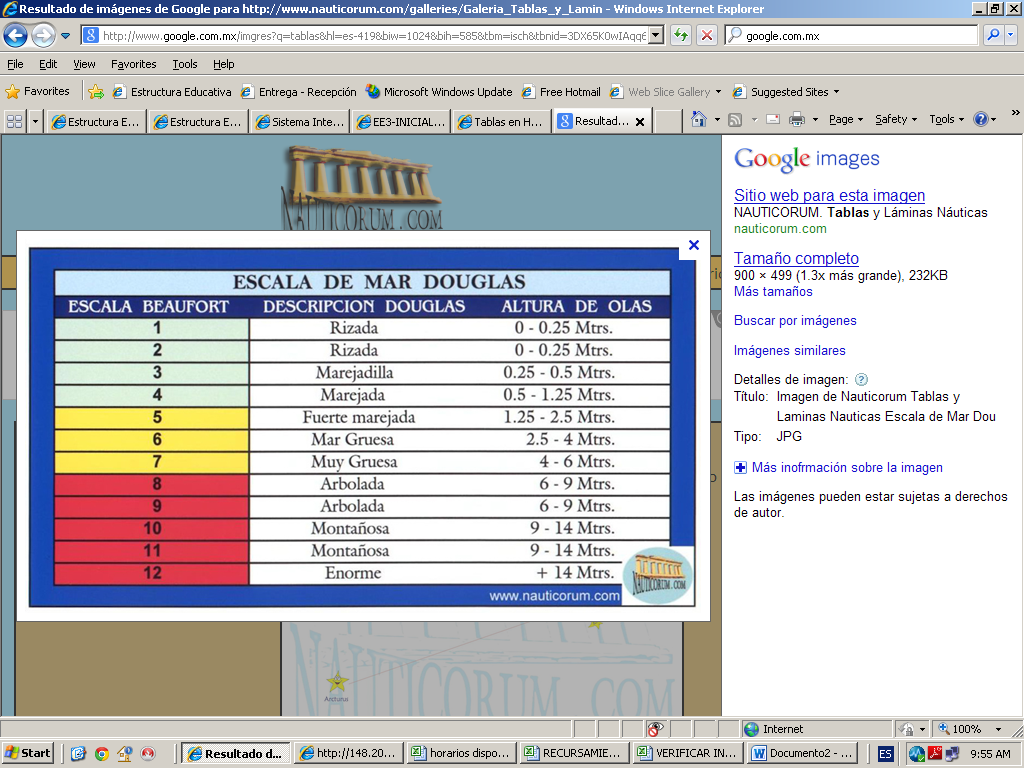 Resultado de imágenes de Google para http://www.nauticorum.com/galleries/Galeria_Tablas_y_Lamin - Windows Internet Explorer
http://www.google.com.mx/imgres?q=tablas&hl=es-419&biw=1024&bih=585&tbm=isch&tbnid=3DX65K0wIAqq6 google.com.mx
File Edit View Favorites Tools Help
Favorites Estructura Educativa Entrega - Recepción Microsoft Windows Update Free Hotmail Web Slice Gallery Suggested Sites
Estructura E... Estructura E... Sistema Inte... EE3-INICIAL... Tablas en H... Resultad... Page Safety Tools
NAUTICORUM.COM
Google images
Sitio web para esta imagen
NAUTICORUM. Tablas y Láminas Náuticas
nauticorum.com
Tamaño completo
900 × 499 (1.3x más grande), 232KB
Más tamaños
Buscar por imágenes
Imágenes similares
Detalles de imagen:
Título: Imagen de Nauticorum Tablas y
Laminas Nauticas Escala de Mar Dou
Tipo: JPG
Más inofrmación sobre la imagen
Las imágenes pueden estar sujetas a derechos
de autor.
ESCALA DE MAR DOUGLAS
ESCALA BEAUFORT DESCRIPCION DOUGLAS ALTURA DE OLAS
1 Rizada 0 - 0.25 Mtrs.
2 Rizada 0 - 0.25 Mtrs.
3 Marejadilla 0.25 - 0.5 Mtrs.
4 Marejada 0.5 - 1.25 Mtrs.
5 Fuerte marejada 1.25 - 2.5 Mtrs.
6 Mar Gruesa 2.5 - 4 Mtrs.
7 Muy Gruesa 4 - 6 Mtrs.
8 Arbolada 6 - 9 Mtrs.
9 Arbolada 6 - 9 Mtrs.
10 Montañosa 9 - 14 Mtrs.
11 Montañosa 9 - 14 Mtrs.
12 Enorme + 14 Mtrs.
NAUTICORUM.COM
www.nauticorum.com
Arcturus
NAUTICORUM.COM
Internet 100%
Start Resultado d... http://148.20... horarios dispo... RECURSAMIE... VERIFICAR IN... Documento2 - ... ES 9:55 AM